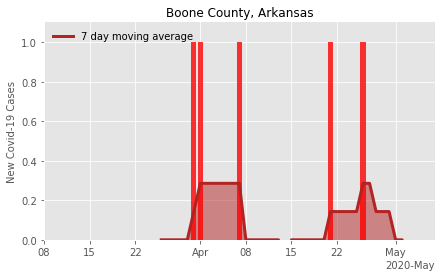 Boone County, Arkansas
7 day moving average
New Covid-19 Cases
1.0
0.8
0.6
0.4
0.2
0.0
08
15
22
Apr
08
15
22
May
2020-May